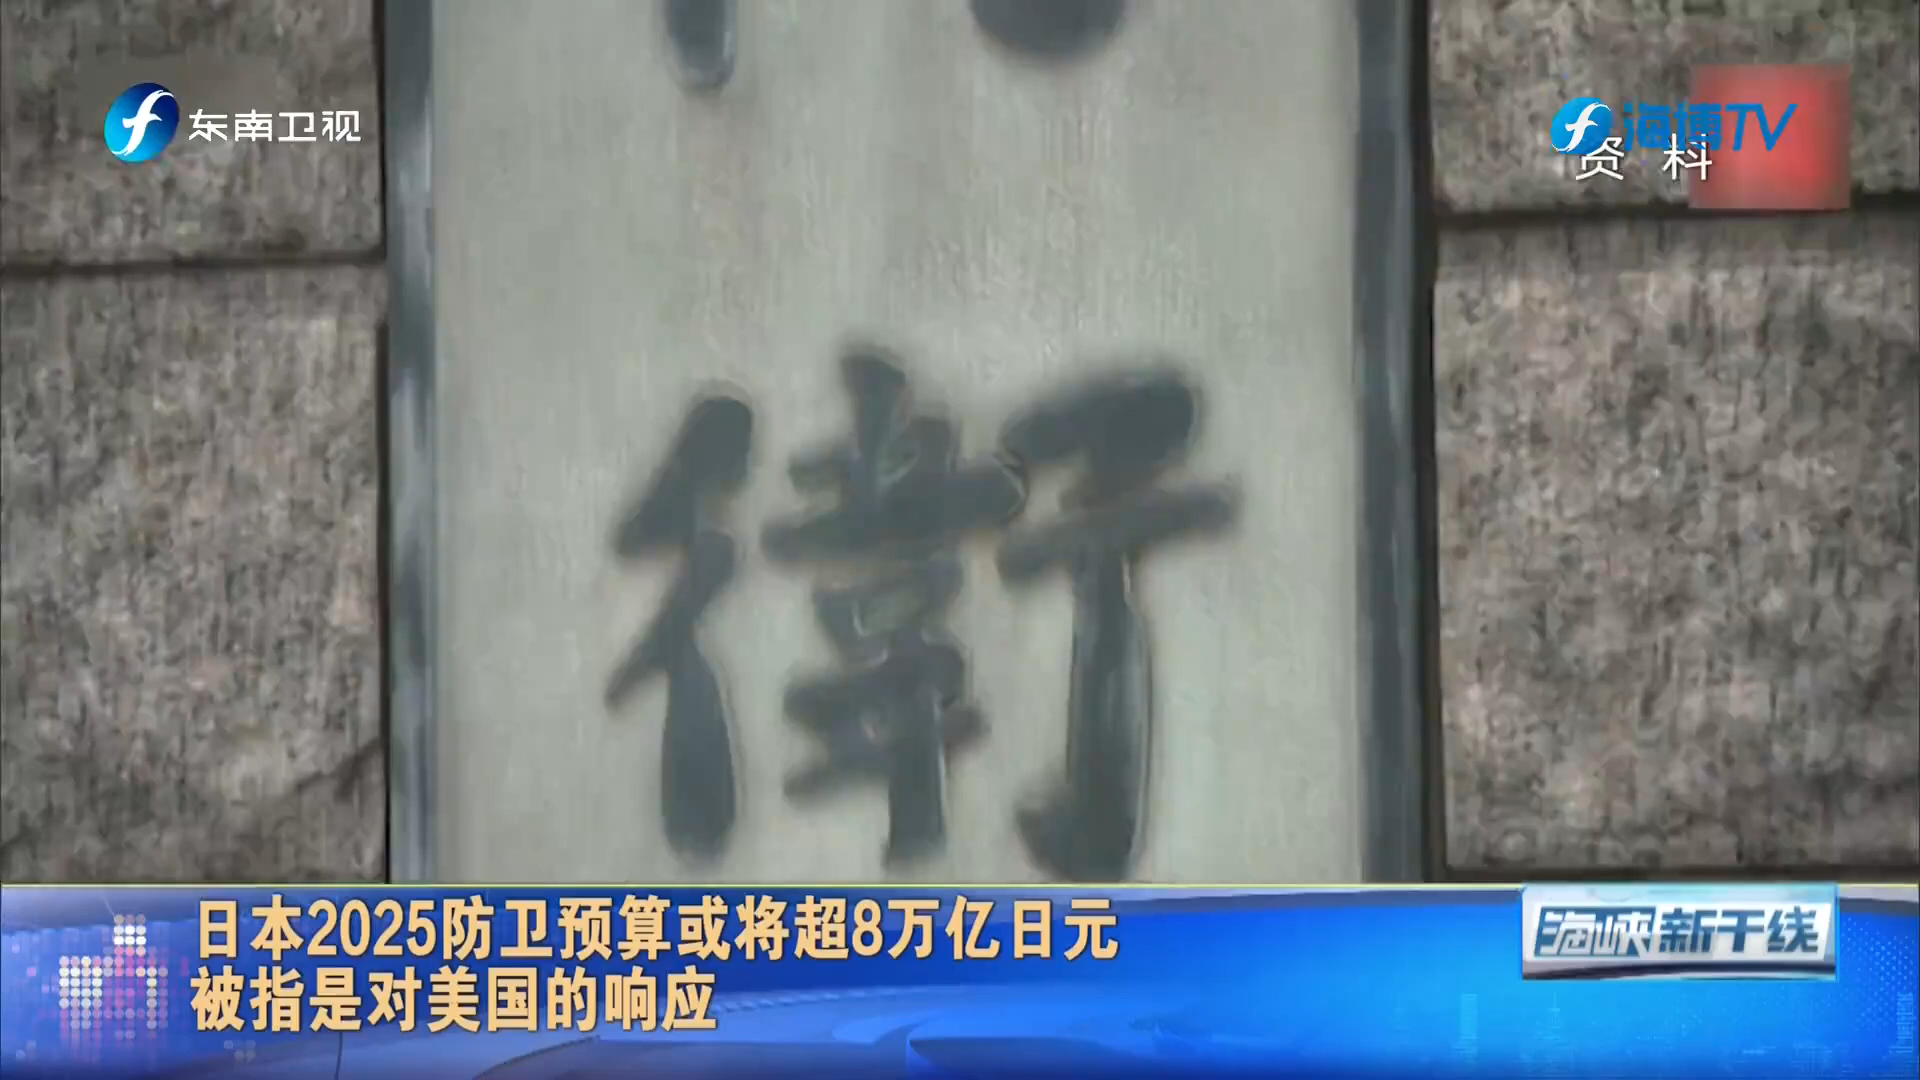 东南卫视
海博TV
资料
衛
日本2025防卫预算或将超8万亿日元
被指是对美国的响应
海峡新干线